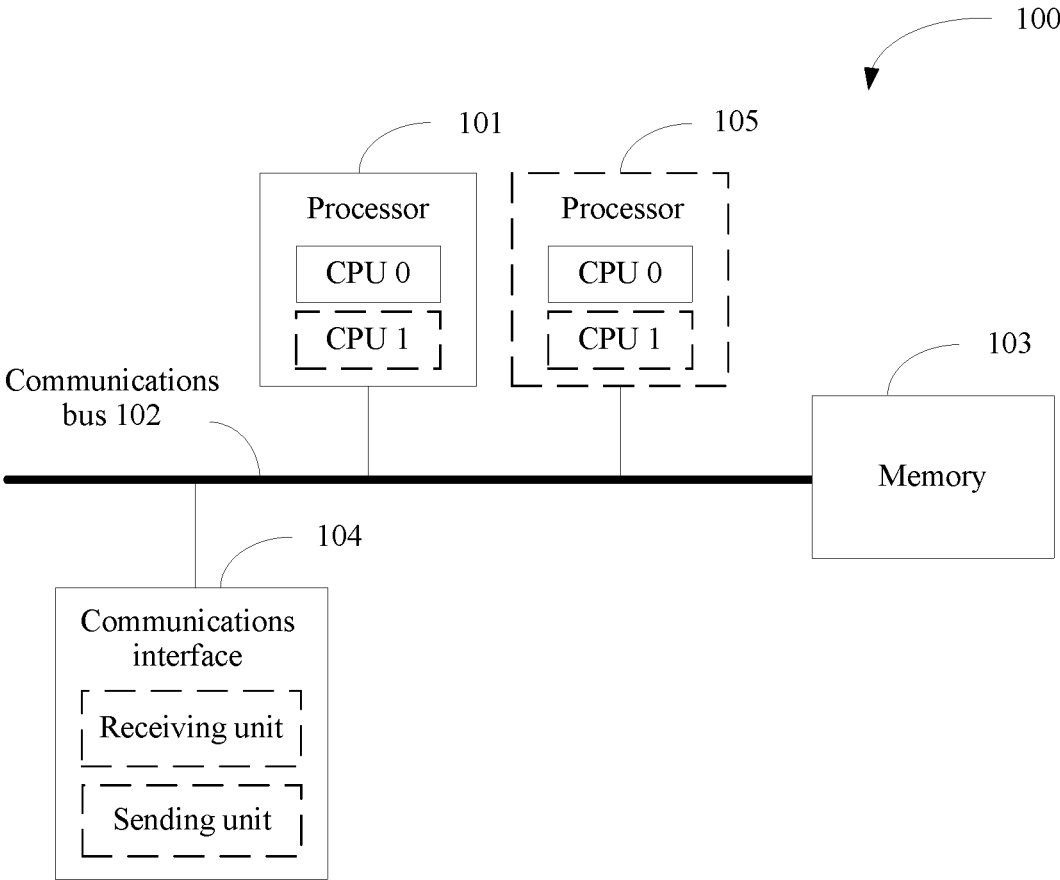 100
101
105
Processor
Processor
CPU 0
CPU 0
CPU 1
CPU 1
103
Communications
bus 102
Memory
104
Communications
interface
Receiving unit
Sending unit